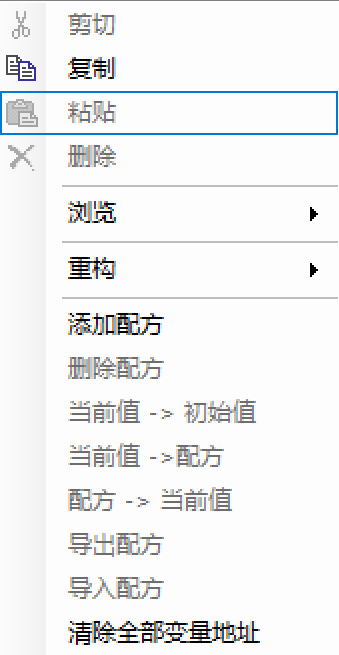 剪切
复制
粘贴
删除
浏览
重构
添加配方
删除配方
当前值 -> 初始值
当前值 ->配方
配方 -> 当前值
导出配方
导入配方
清除全部变量地址